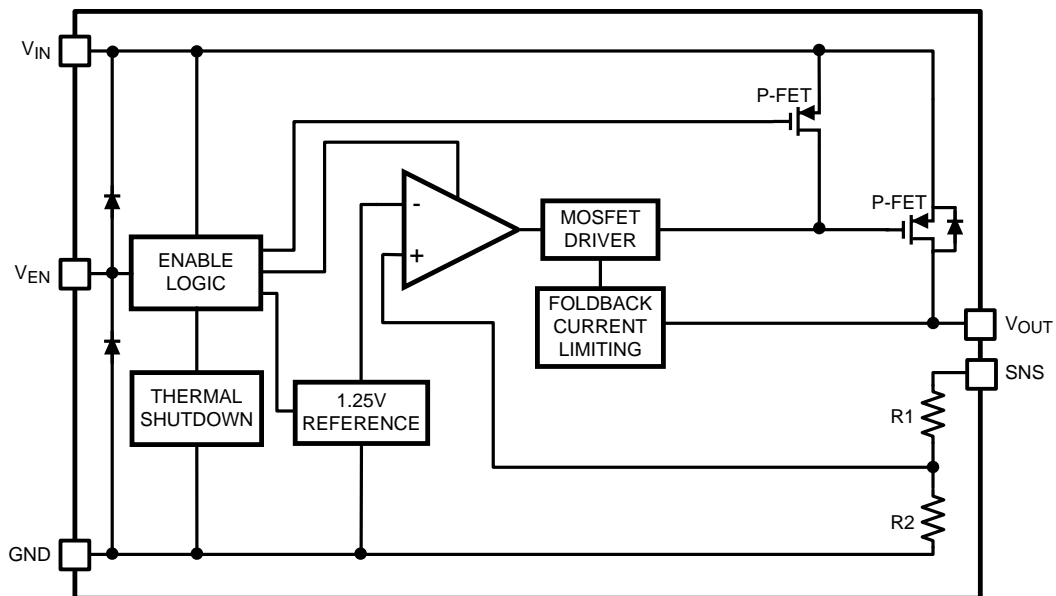 VIN
P-FET
P-FET
-
MOSFET
DRIVER
+
VEN
ENABLE
LOGIC
FOLDBACK
CURRENT
LIMITING
VOUT
SNS
THERMAL
SHUTDOWN
1.25V
REFERENCE
R1
R2
GND